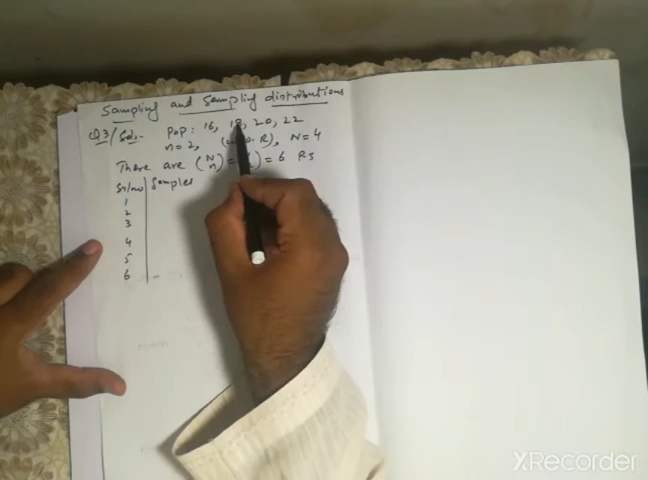 Sampling and Sampling distributions
Q3/ Sol:- Pop: 16, 18, 20, 22
n = 2, R), N = 4
There are (N n) = = 6 R.S
Sr/no Samples
1
2
3
4
5
6
XRecorder